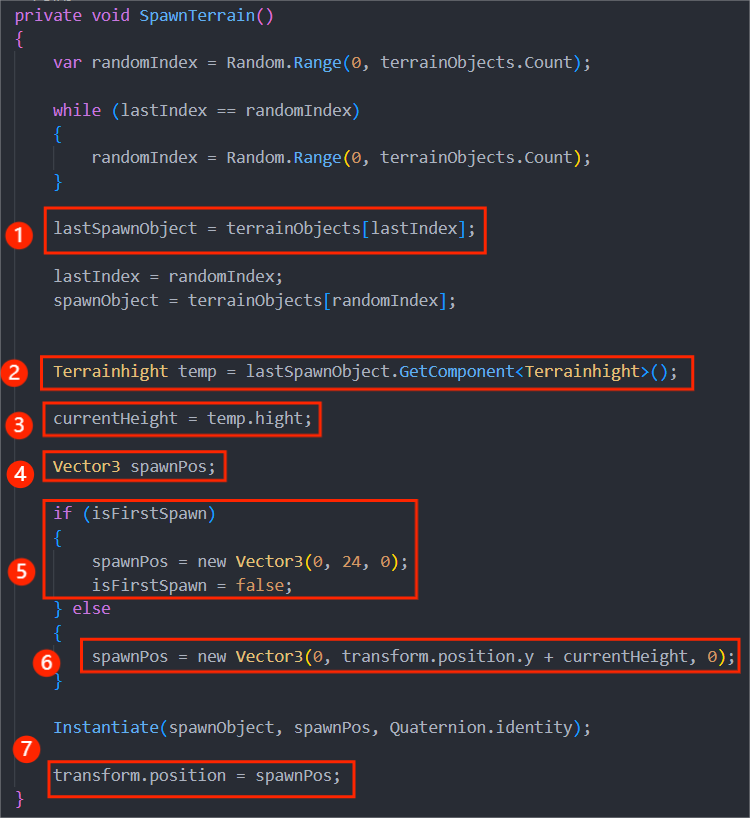 private void SpawnTerrain()
{
var randomIndex = Random.Range(0, terrainObjects.Count);
while (lastIndex == randomIndex)
{
randomIndex = Random.Range(0, terrainObjects.Count);
}
1 lastSpawnObject = terrainObjects[lastIndex];
lastIndex = randomIndex;
spawnObject = terrainObjects[randomIndex];
2 Terrainhight temp = lastSpawnObject.GetComponent<Terrainhight>();
3 currentHeight = temp.hight;
4 Vector3 spawnPos;
if (isFirstSpawn)
{
5 spawnPos = new Vector3(0, 24, 0);
isFirstSpawn = false;
} else
{
6 spawnPos = new Vector3(0, transform.position.y + currentHeight, 0);
}
Instantiate(spawnObject, spawnPos, Quaternion.identity);
7 transform.position = spawnPos;
}